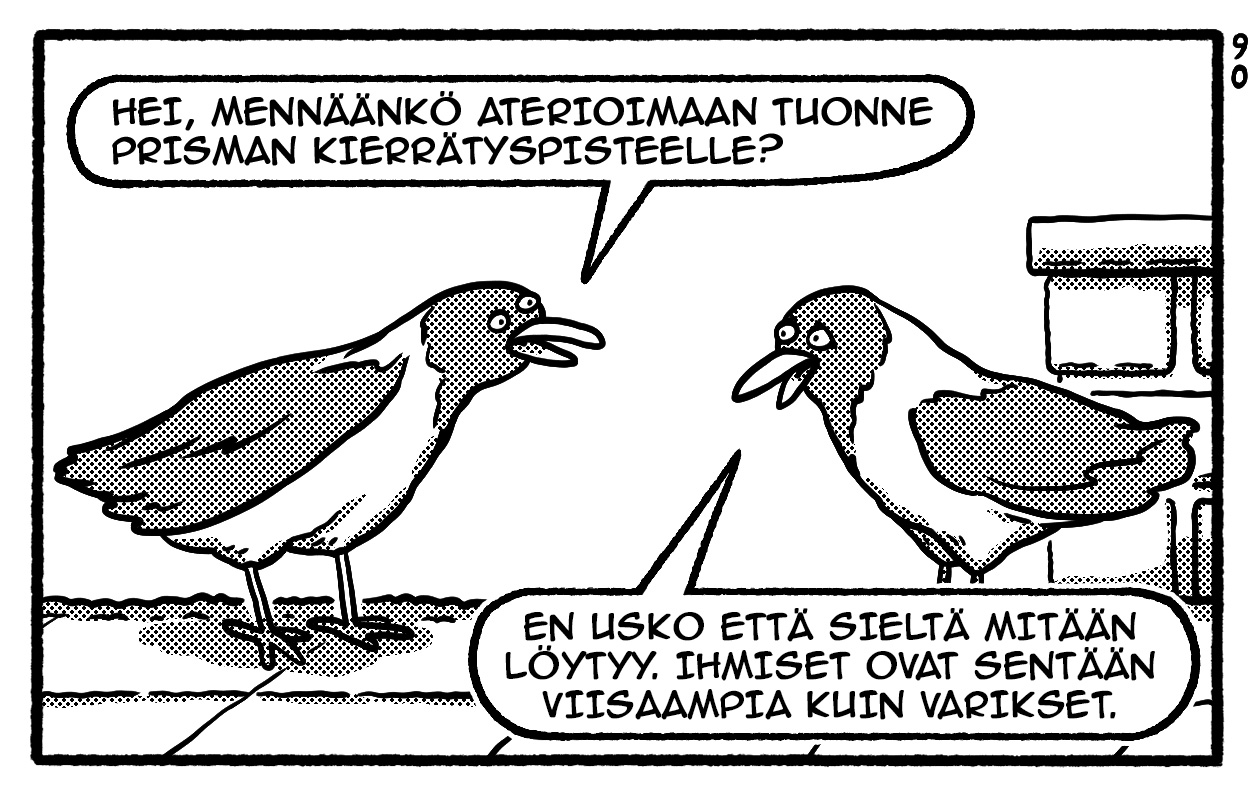 HEI, MENNÄÄNKÖ ATERIOIMAAN TUONNE
PRISMAN KIERRÄTYSPISTEELLE?
EN USKO ETTÄ SIELTÄ MITÄÄN
LÖYTYY. IHMISET OVAT SENTÄÄN
VIISAAMPIA KUIN VARIKSET.
9
0